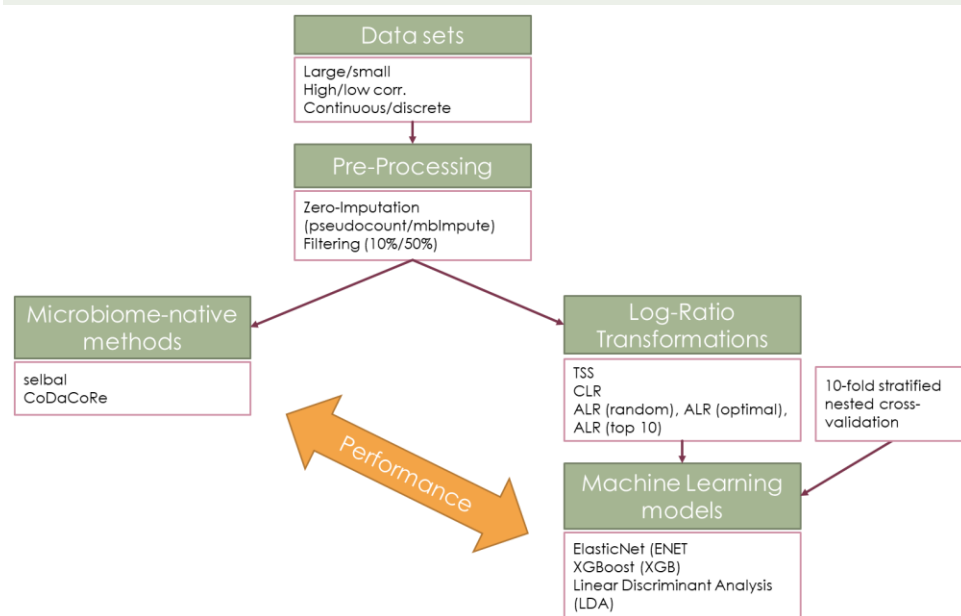 Data sets
Large/small
High/low corr.
Continuous/discrete
Pre-Processing
Zero-Imputation
(pseudocount/mbImpute)
Filtering (10%/50%)
Microbiome-native
methods
selbal
CoDaCoRe
Log-Ratio
Transformations
TSS
CLR
ALR (random), ALR (optimal),
ALR (top 10)
10-fold stratified
nested cross-
validation
Performance
Machine Learning
models
ElasticNet (ENET
XGBoost (XGB)
Linear Discriminant Analysis
(LDA)